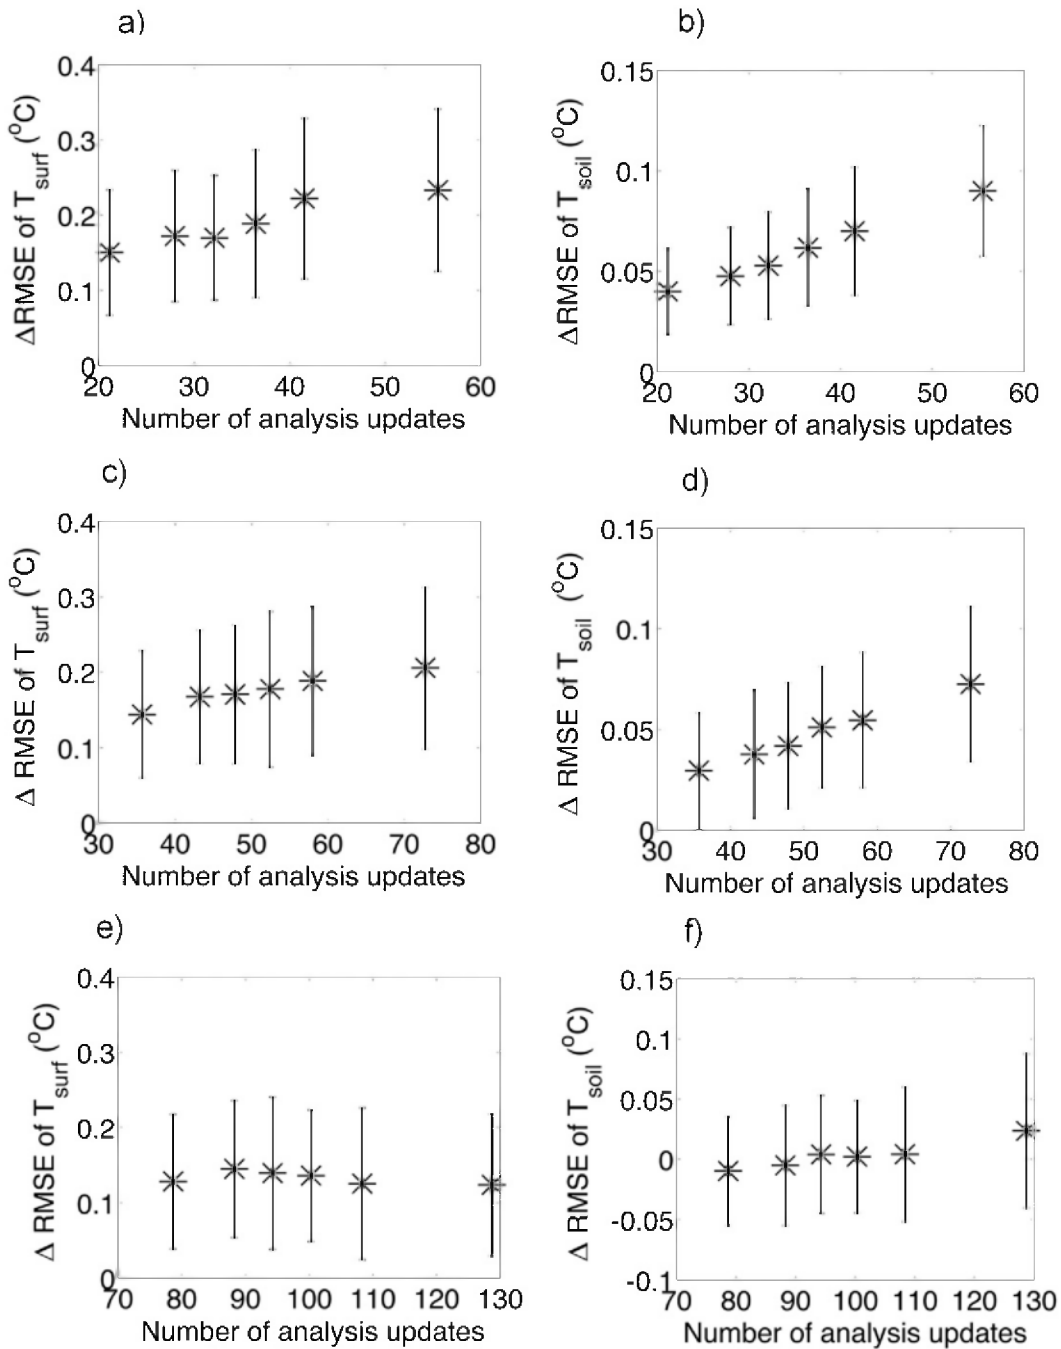 a)
0.4
0.3
0.2
0.1
0
20 30 40 50 60
ΔRMSE of T_surf (°C)
Number of analysis updates
b)
0.15
0.1
0.05
0
20 30 40 50 60
ΔRMSE of T_soil (°C)
Number of analysis updates
c)
0.4
0.3
0.2
0.1
0
30 40 50 60 70 80
Δ RMSE of T_surf (°C)
Number of analysis updates
d)
0.15
0.1
0.05
0
30 40 50 60 70 80
Δ RMSE of T_soil (°C)
Number of analysis updates
e)
0.4
0.3
0.2
0.1
0
70 80 90 100 110 120 130
Δ RMSE of T_surf (°C)
Number of analysis updates
f)
0.15
0.1
0.05
0
-0.05
-0.1
70 80 90 100 110 120 130
Δ RMSE of T_soil (°C)
Number of analysis updates